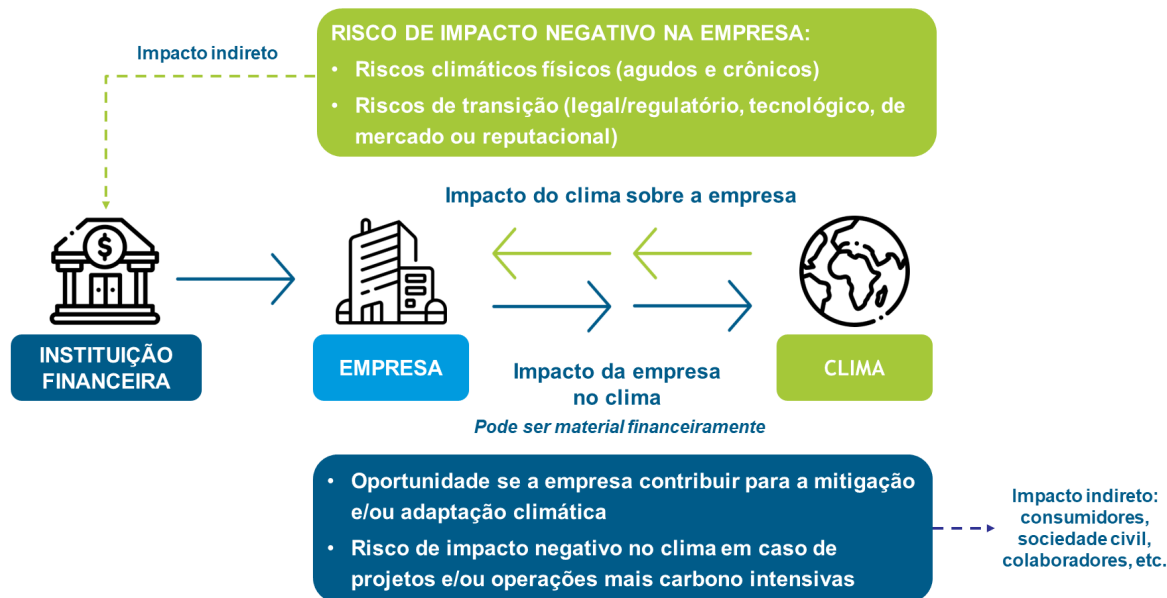 RISCO DE IMPACTO NEGATIVO NA EMPRESA:
• Riscos climáticos físicos (agudos e crônicos)
• Riscos de transição (legal/regulatório, tecnológico, de
mercado ou reputacional)
Impacto indireto
Impacto do clima sobre a empresa
$
INSTITUIÇÃO
FINANCEIRA
EMPRESA
CLIMA
Impacto da empresa
no clima
Pode ser material financeiramente
• Oportunidade se a empresa contribuir para a mitigação
e/ou adaptação climática
• Risco de impacto negativo no clima em caso de
projetos e/ou operações mais carbono intensivas
Impacto indireto:
consumidores,
sociedade civil,
colaboradores, etc.